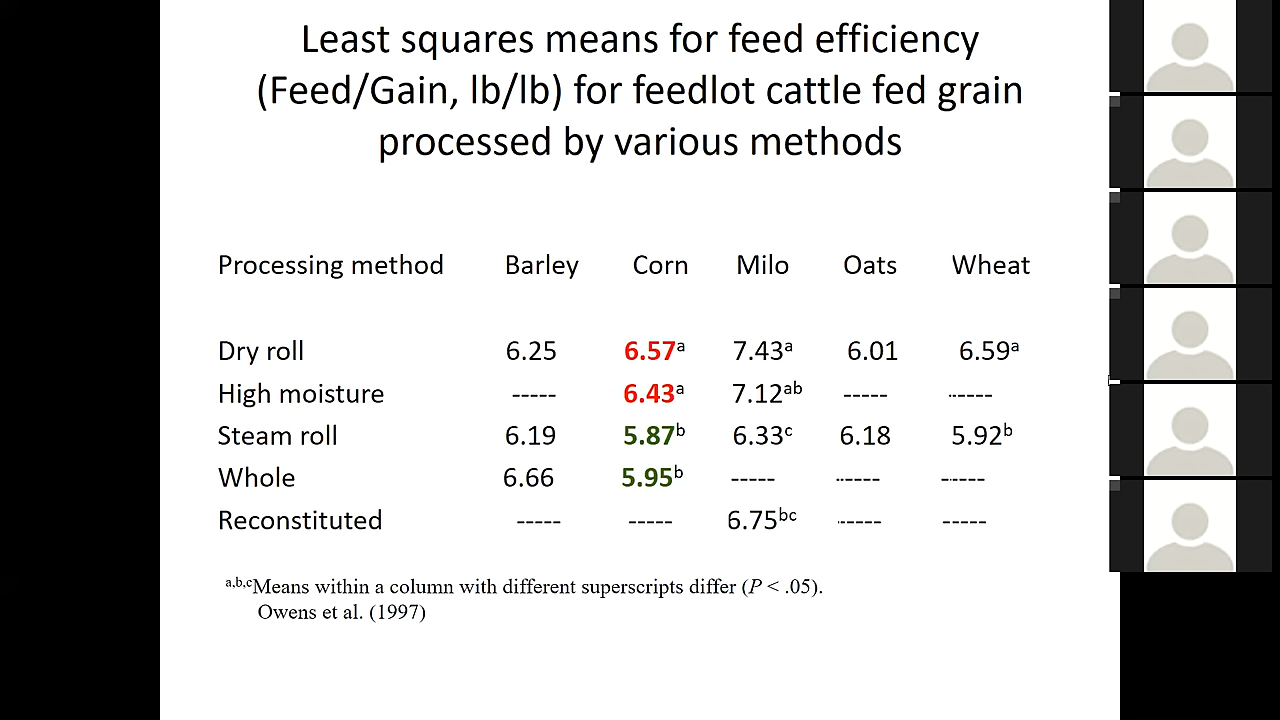 Least squares means for feed efficiency
(Feed/Gain, lb/lb) for feedlot cattle fed grain
processed by various methods
Processing method Barley Corn Milo Oats Wheat
Dry roll 6.25 6.57a 7.43a 6.01 6.59a
High moisture ----- 6.43a 7.12ab ----- -----
Steam roll 6.19 5.87b 6.33c 6.18 5.92b
Whole 6.66 5.95b ----- ----- -----
Reconstituted ----- ----- 6.75bc ----- -----
a,b,cMeans within a column with different superscripts differ (P < .05).
Owens et al. (1997)